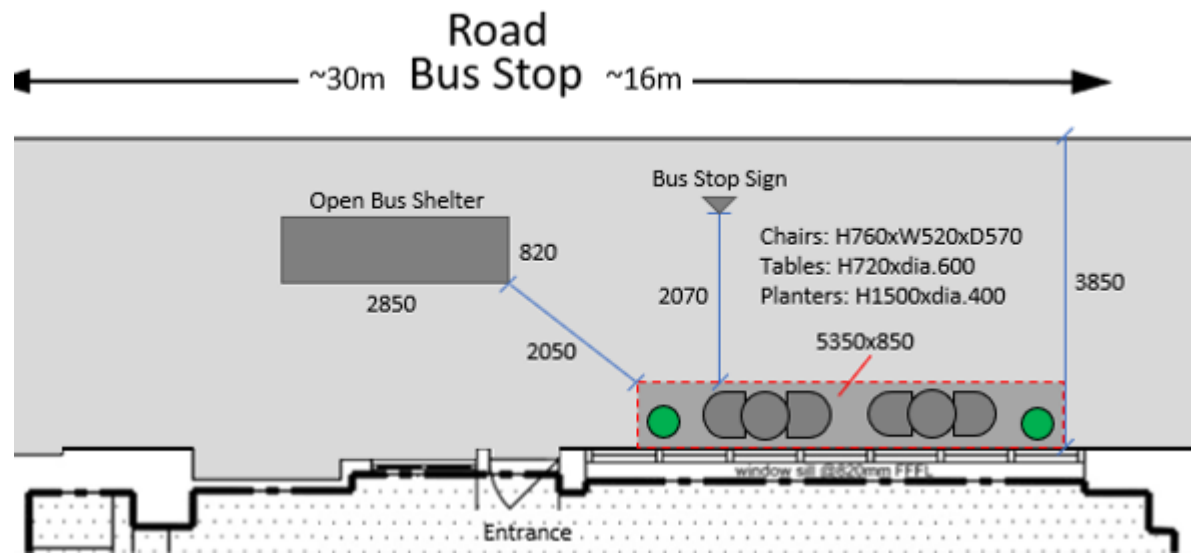 Road
~30m Bus Stop ~16m
Bus Stop Sign
Open Bus Shelter
Chairs: H760xW520xD570
820
Tables: H720xdia.600
3850
2850
2070
Planters: H1500xdia.400
2050
5350x850
window sill @820mm FFFL
Entrance